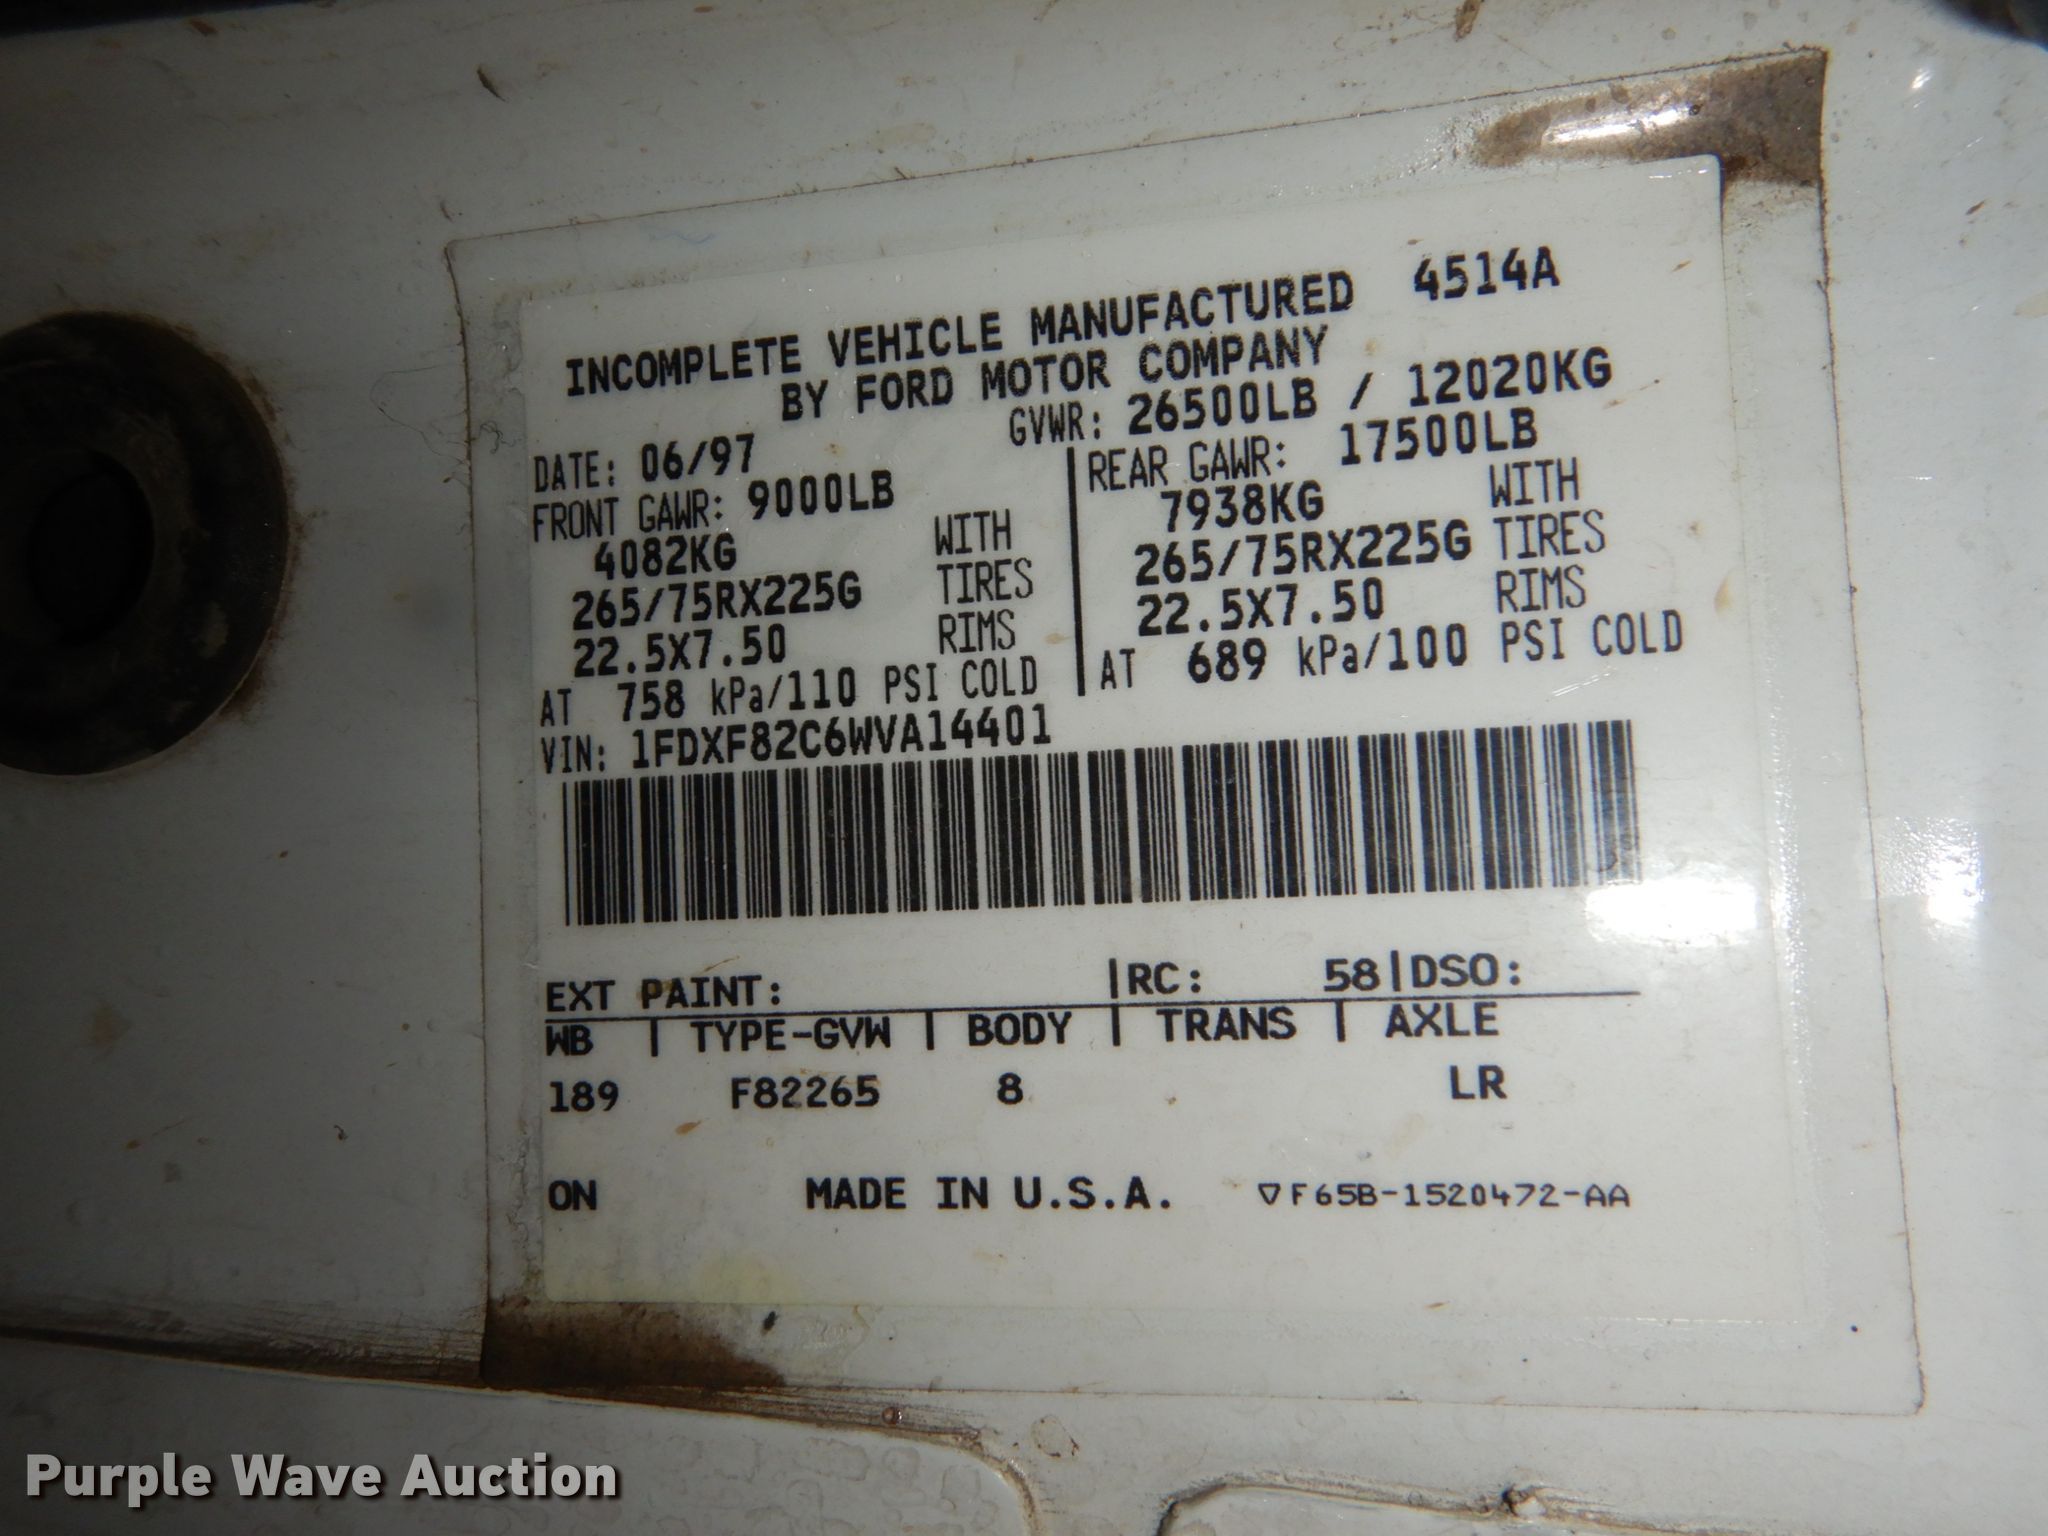 INCOMPLETE VEHICLE MANUFACTURED 4514A
BY FORD MOTOR COMPANY
GVWR: 26500LB / 12020KG
DATE: 06/97
FRONT GAWR: 9000LB
4082KG WITH
265/75RX225G TIRES
22.5X7.50 RIMS
AT 758 kPa/110 PSI COLD
REAR GAWR: 17500LB
7938KG WITH
265/75RX225G TIRES
22.5X7.50 RIMS
AT 689 kPa/100 PSI COLD
VIN: 1FDXF82C6WVA14401
EXT PAINT: |RC: 58|DSO:
WB | TYPE-GVW | BODY | TRANS | AXLE
189 F82265 8 LR
ON MADE IN U.S.A. ▽F65B-1520472-AA
Purple Wave Auction